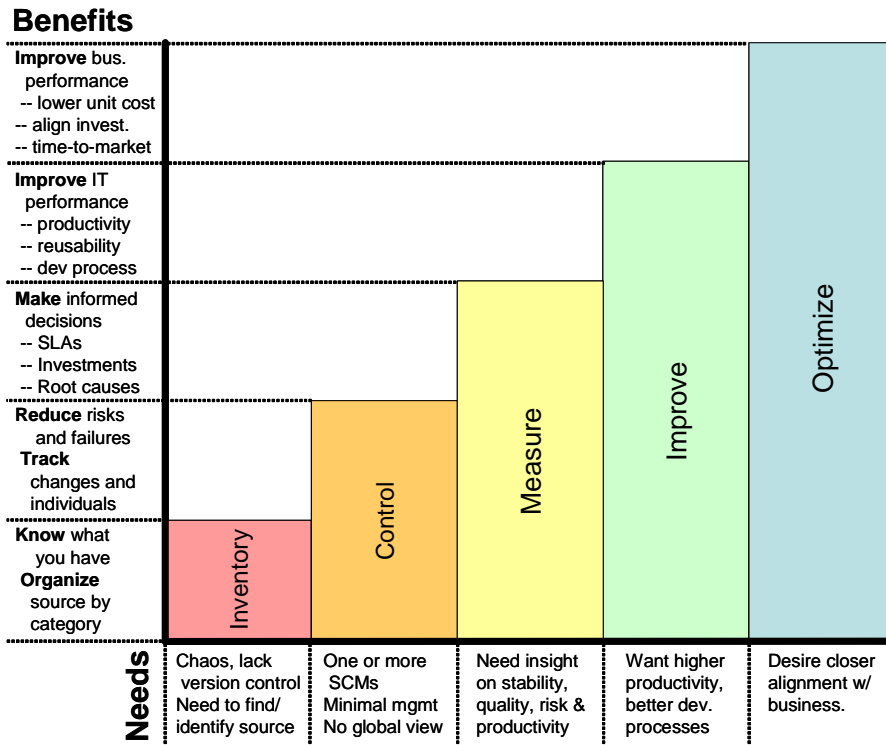 Benefits
Improve bus.
performance
-- lower unit cost
-- align invest.
-- time-to-market
Improve IT
performance
-- productivity
-- reusability
-- dev process
Make informed
decisions
-- SLAs
-- Investments
-- Root causes
Reduce risks
and failures
Track
changes and
individuals
Know what
you have
Organize
source by
category
Inventory
Control
Measure
Improve
Optimize
Needs
Chaos, lack
version control
Need to find/
identify source
One or more
SCMs
Minimal mgmt
No global view
Need insight
on stability,
quality, risk &
productivity
Want higher
productivity,
better dev.
processes
Desire closer
alignment w/
business.